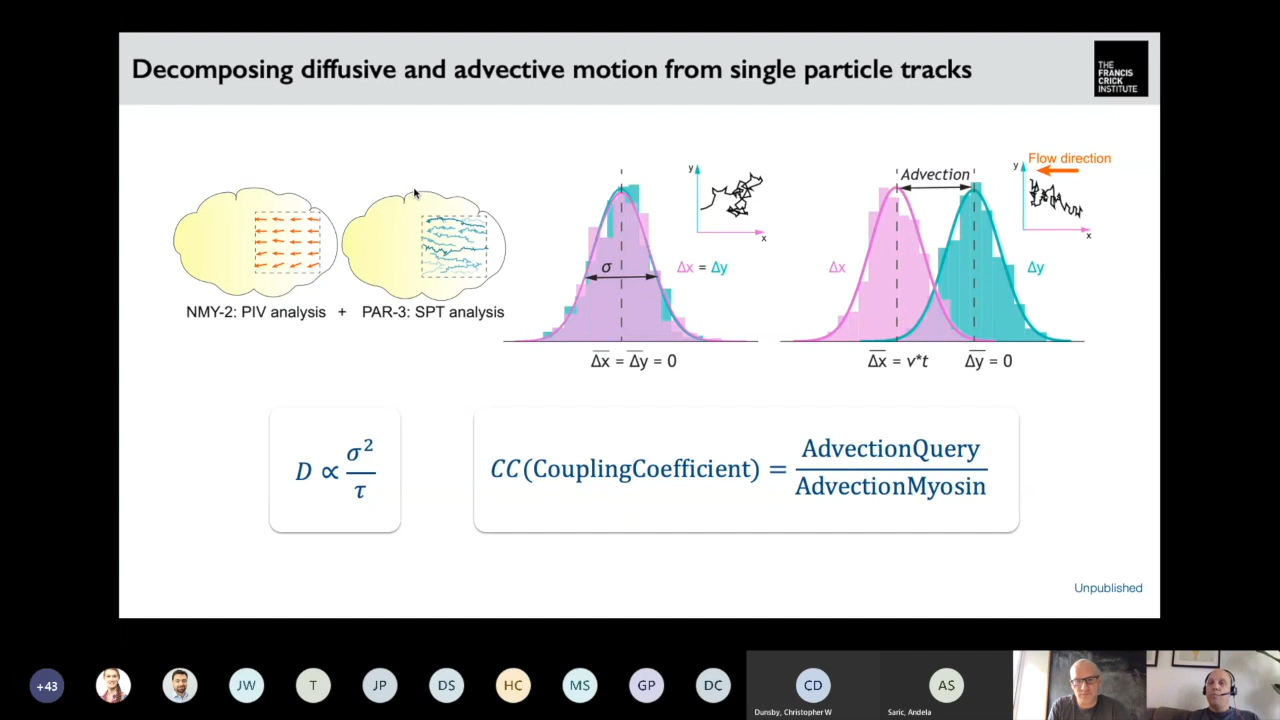 Decomposing diffusive and advective motion from single particle tracks
THE
FRANCIS
CRICK
INSTITUTE
NMY-2: PIV analysis + PAR-3: SPT analysis
y
x
σ
Δx = Δy
Δx̅ = Δy̅ = 0
Advection
y
Flow direction
x
Δx
Δy
Δx̅ = v*t
Δy̅ = 0
D ∝ σ² / τ
CC(CouplingCoefficient) = AdvectionQuery / AdvectionMyosin
Unpublished
+43
JW
T
JP
DS
HC
MS
GP
DC
CD
Dunsby, Christopher W
AS
Saric, Andela